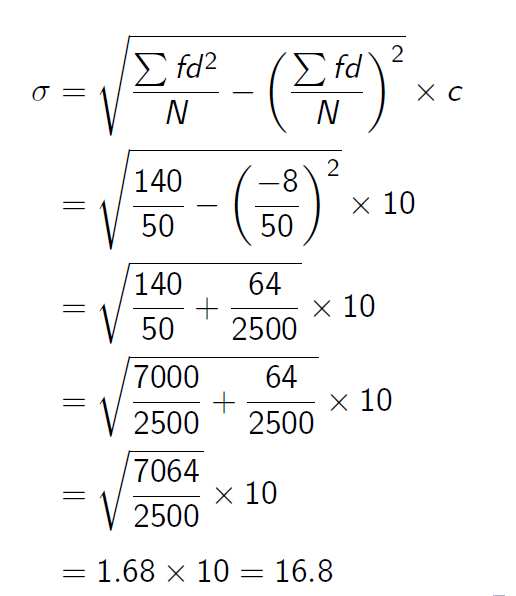 σ = √(∑ fd²/N − (∑ fd/N)²) × c
= √(140/50 − (−8/50)²) × 10
= √(140/50 + 64/2500) × 10
= √(7000/2500 + 64/2500) × 10
= √(7064/2500) × 10
= 1.68 × 10 = 16.8